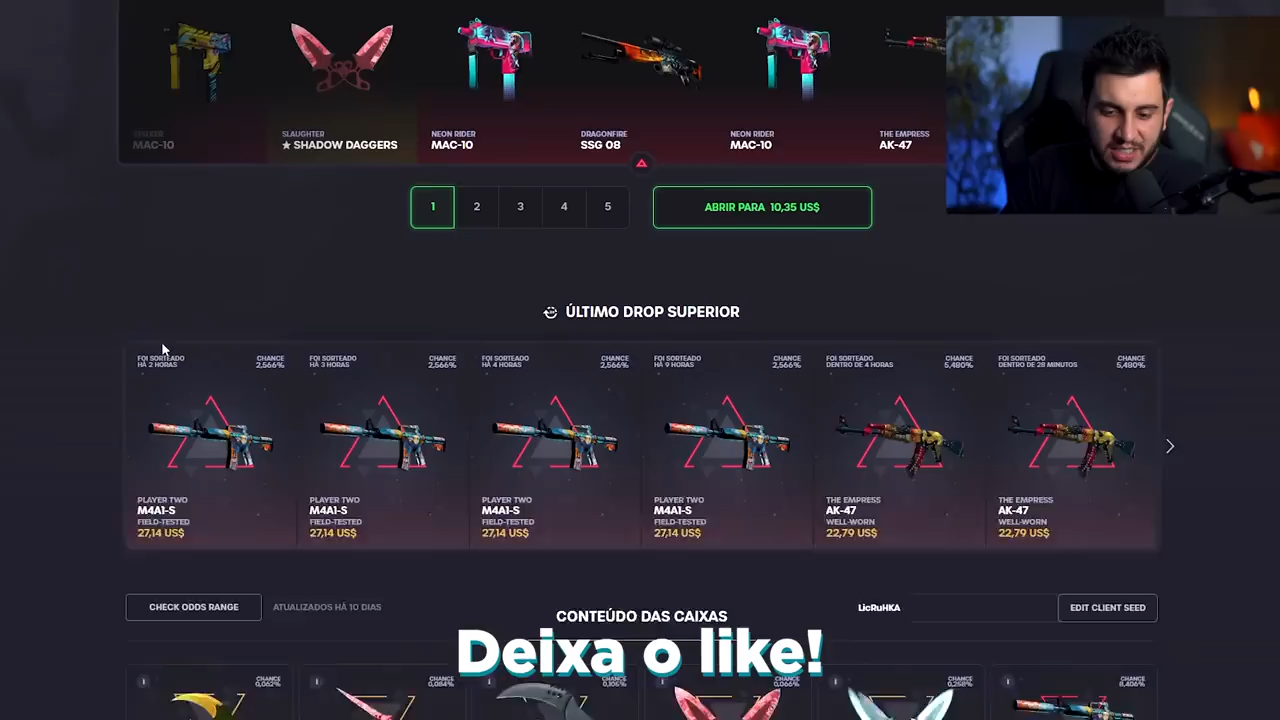 STALKER
MAC-10
SLAUGHTER
★ SHADOW DAGGERS
NEON RIDER
MAC-10
DRAGONFIRE
SSG 08
NEON RIDER
MAC-10
THE EMPRESS
AK-47
1
2
3
4
5
ABRIR PARA 10,35 US$
ÚLTIMO DROP SUPERIOR
FOI SORTEADO
HÁ 2 HORAS
CHANCE
2,566%
PLAYER TWO
M4A1-S
FIELD-TESTED
27,14 US$
FOI SORTEADO
HÁ 3 HORAS
CHANCE
2,566%
PLAYER TWO
M4A1-S
FIELD-TESTED
27,14 US$
FOI SORTEADO
HÁ 4 HORAS
CHANCE
2,566%
PLAYER TWO
M4A1-S
FIELD-TESTED
27,14 US$
FOI SORTEADO
HÁ 9 HORAS
CHANCE
2,566%
PLAYER TWO
M4A1-S
FIELD-TESTED
27,14 US$
FOI SORTEADO
DENTRO DE 4 HORAS
CHANCE
5,480%
THE EMPRESS
AK-47
WELL-WORN
22,79 US$
FOI SORTEADO
DENTRO DE 28 MINUTOS
CHANCE
5,480%
THE EMPRESS
AK-47
WELL-WORN
22,79 US$
CHECK ODDS RANGE
ATUALIZADOS HÁ 10 DIAS
CONTEÚDO DAS CAIXAS
LicRuHKA
EDIT CLIENT SEED
Deixa o like!
CHANCE
0,062%
CHANCE
0,084%
CHANCE
0,105%
CHANCE
0,066%
CHANCE
0,258%
CHANCE
8,406%